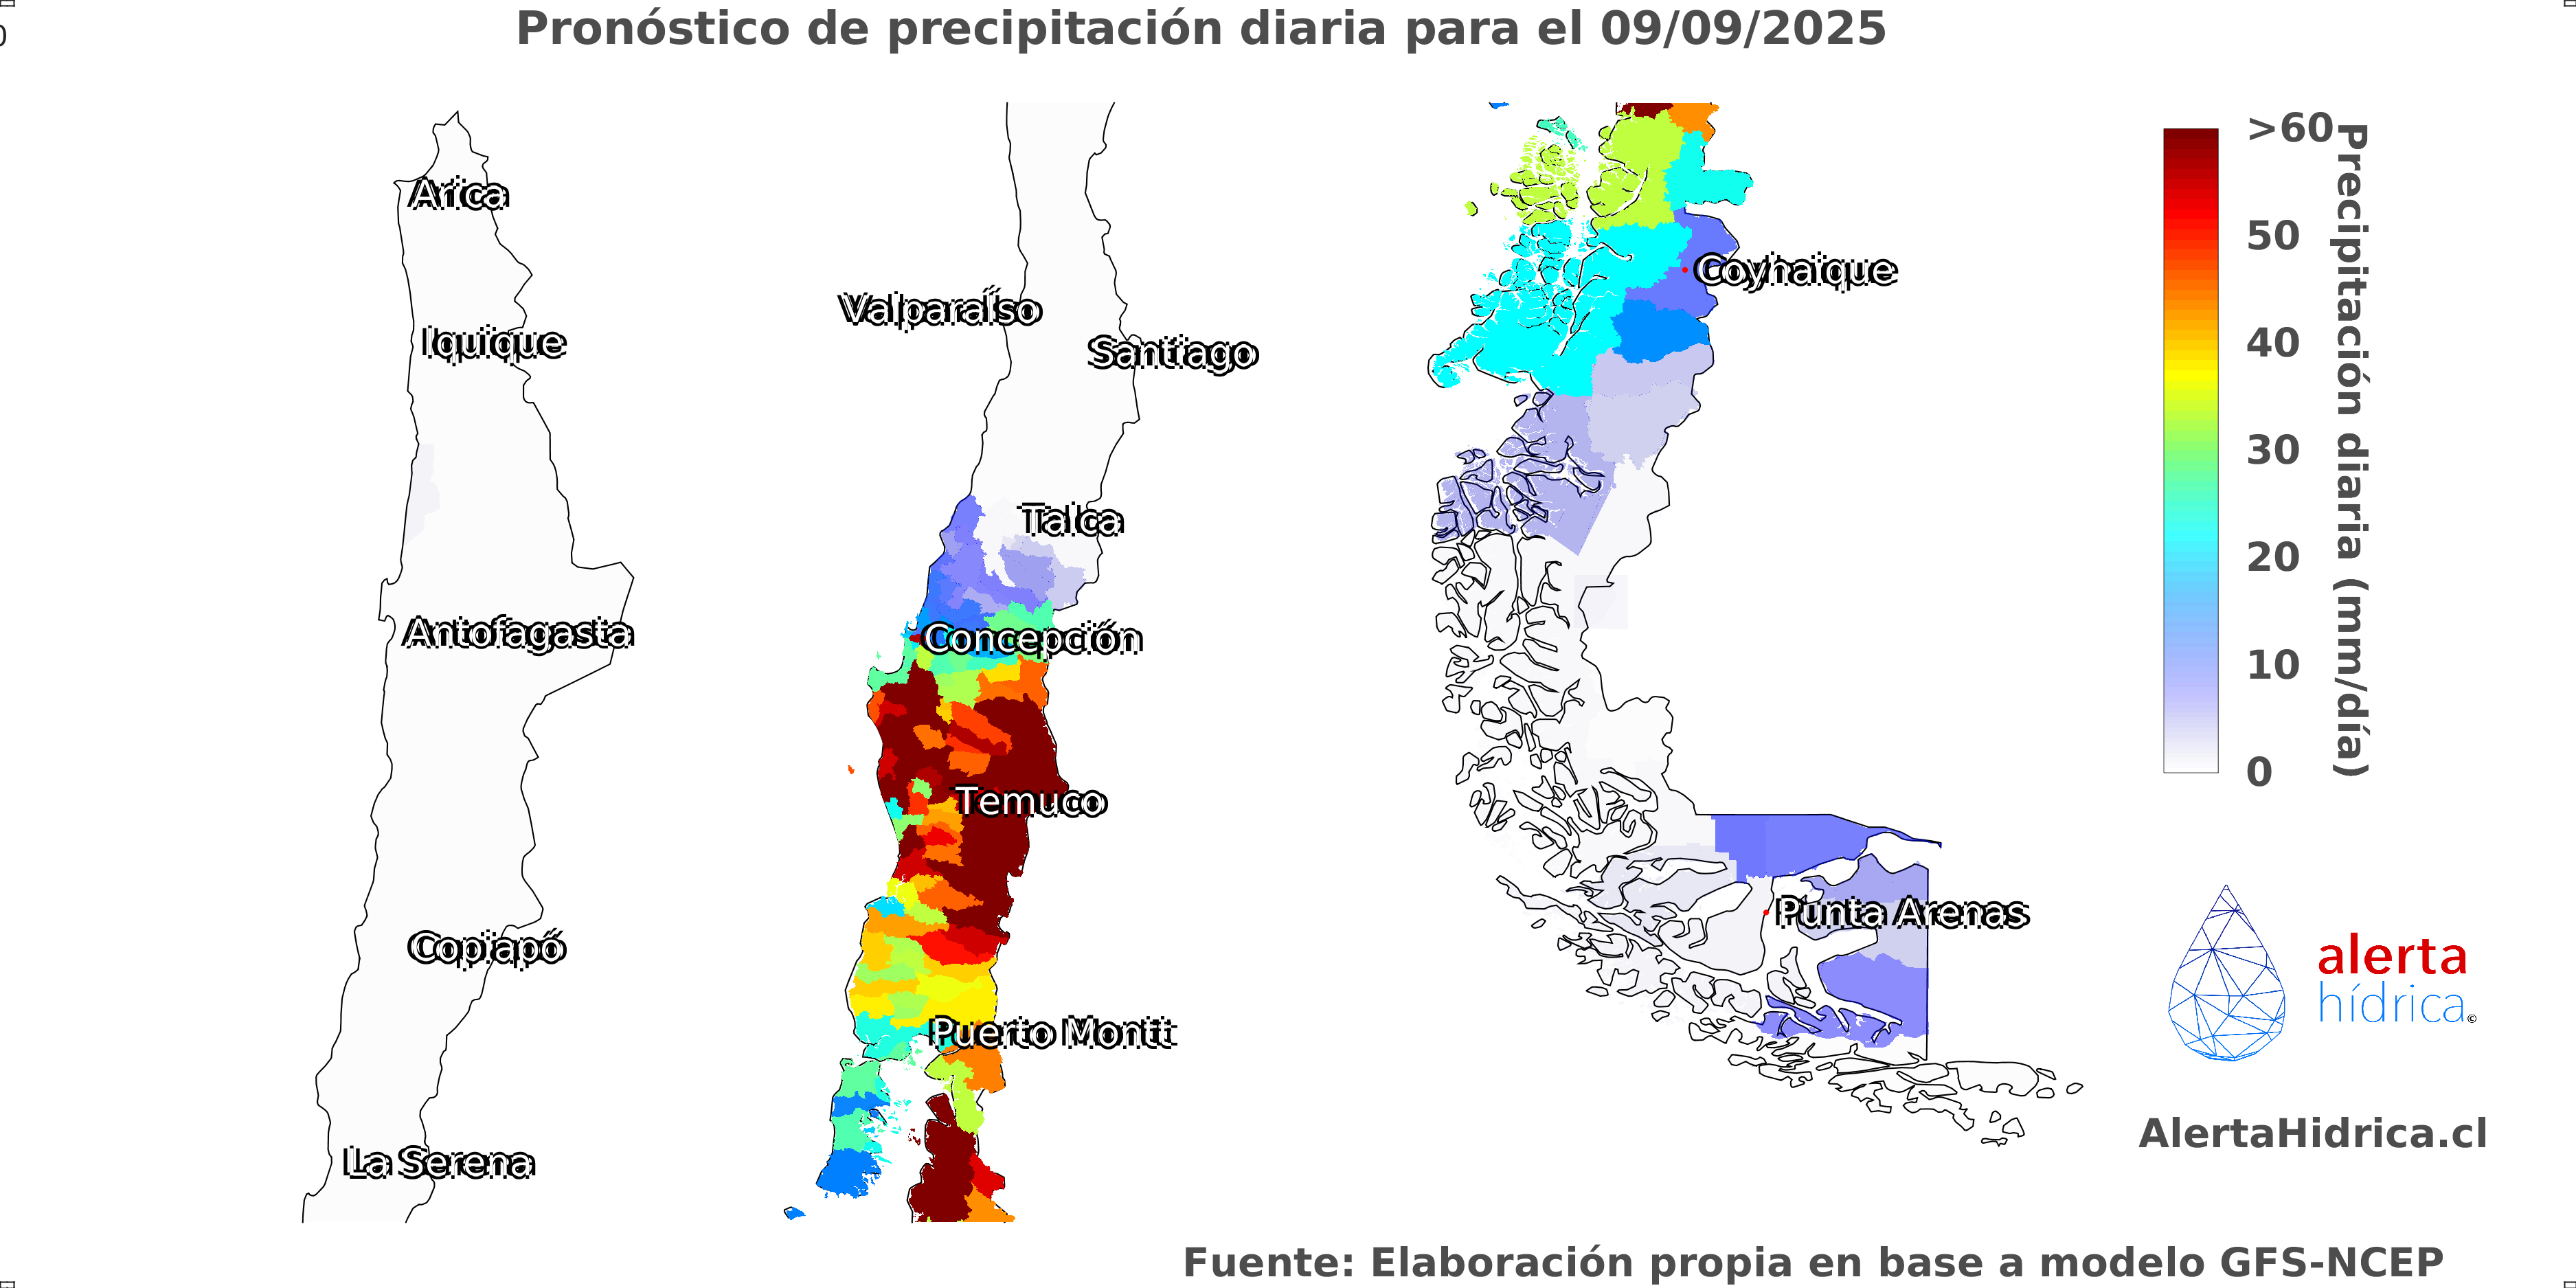 Pronóstico de precipitación diaria para el 09/09/2025
0
Arica
Iquique
Antofagasta
Copiapó
La Serena
Valparaíso
Santiago
Talca
Concepción
Temuco
Puerto Montt
Coyhaique
Punta Arenas
>60
50
40
30
20
10
0
Precipitación diaria (mm/día)
alerta
hídrica©
AlertaHidrica.cl
Fuente: Elaboración propia en base a modelo GFS-NCEP